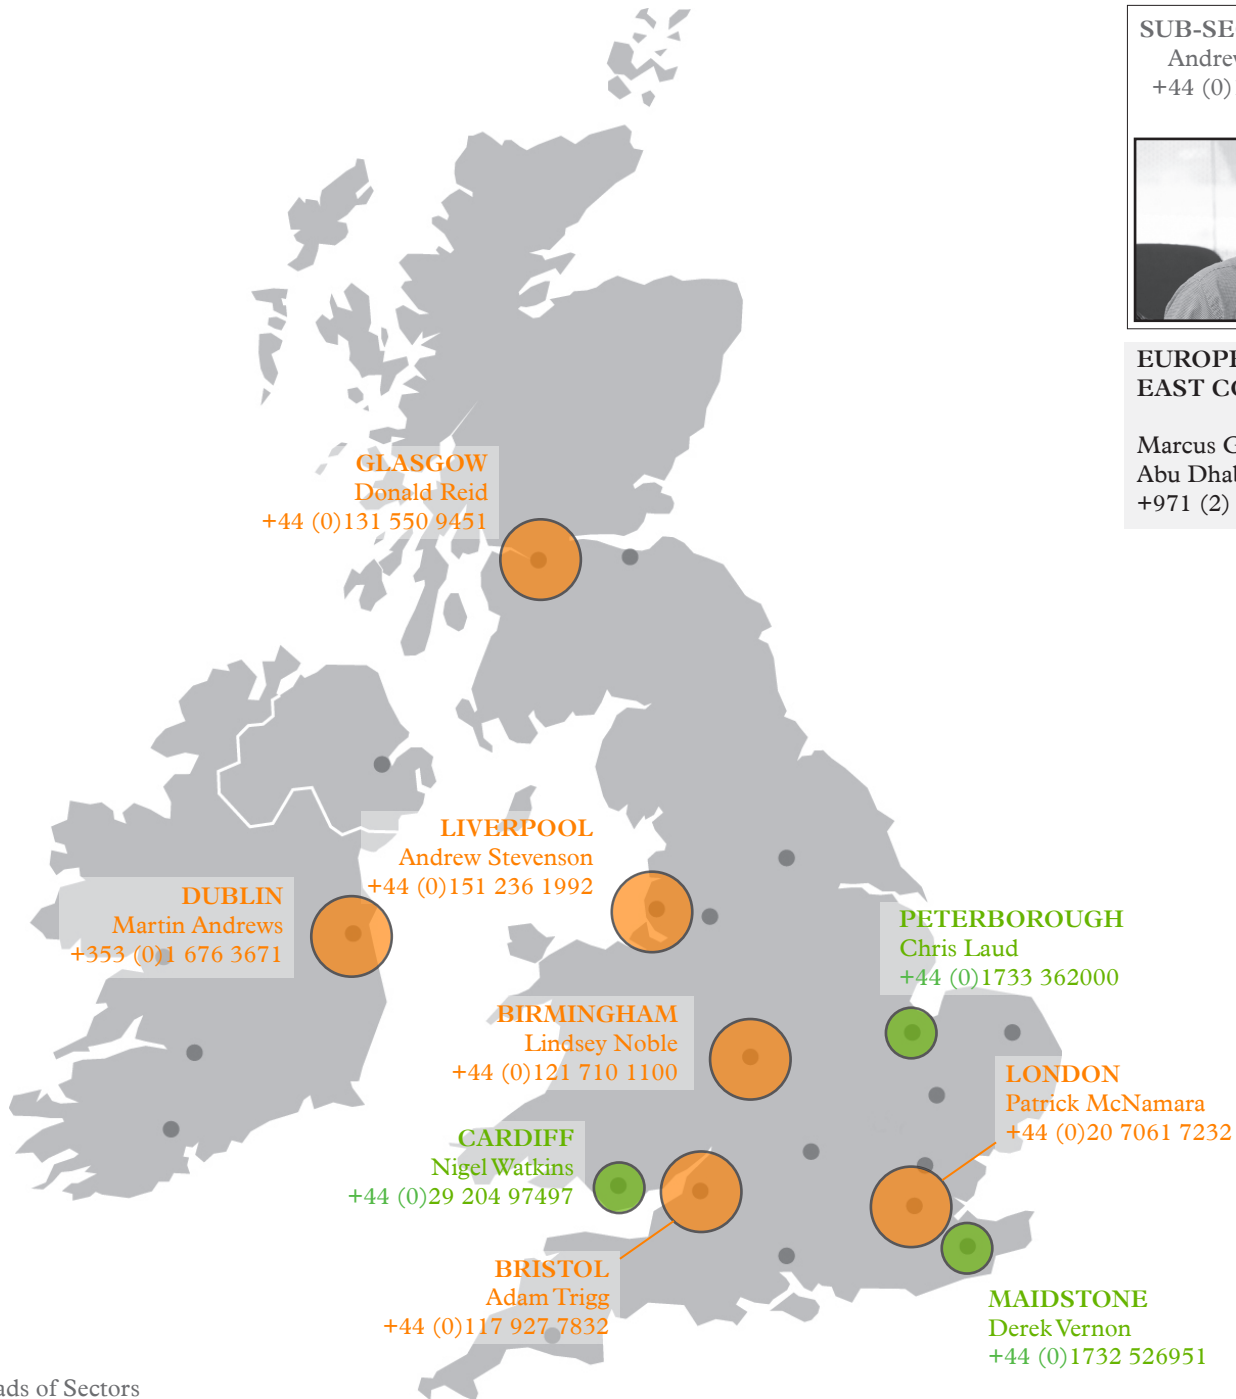 SUB-SE
Andrew
+44 (0)
EUROPE
EAST CO
Marcus G
Abu Dhab
+971 (2)
GLASGOW
Donald Reid
+44 (0)131 550 9451
LIVERPOOL
Andrew Stevenson
+44 (0)151 236 1992
DUBLIN
Martin Andrews
+353 (0)1 676 3671
PETERBOROUGH
Chris Laud
+44 (0)1733 362000
BIRMINGHAM
Lindsey Noble
+44 (0)121 710 1100
LONDON
Patrick McNamara
+44 (0)20 7061 7232
CARDIFF
Nigel Watkins
+44 (0)29 204 97497
BRISTOL
Adam Trigg
+44 (0)117 927 7832
MAIDSTONE
Derek Vernon
+44 (0)1732 526951
ads of Sectors